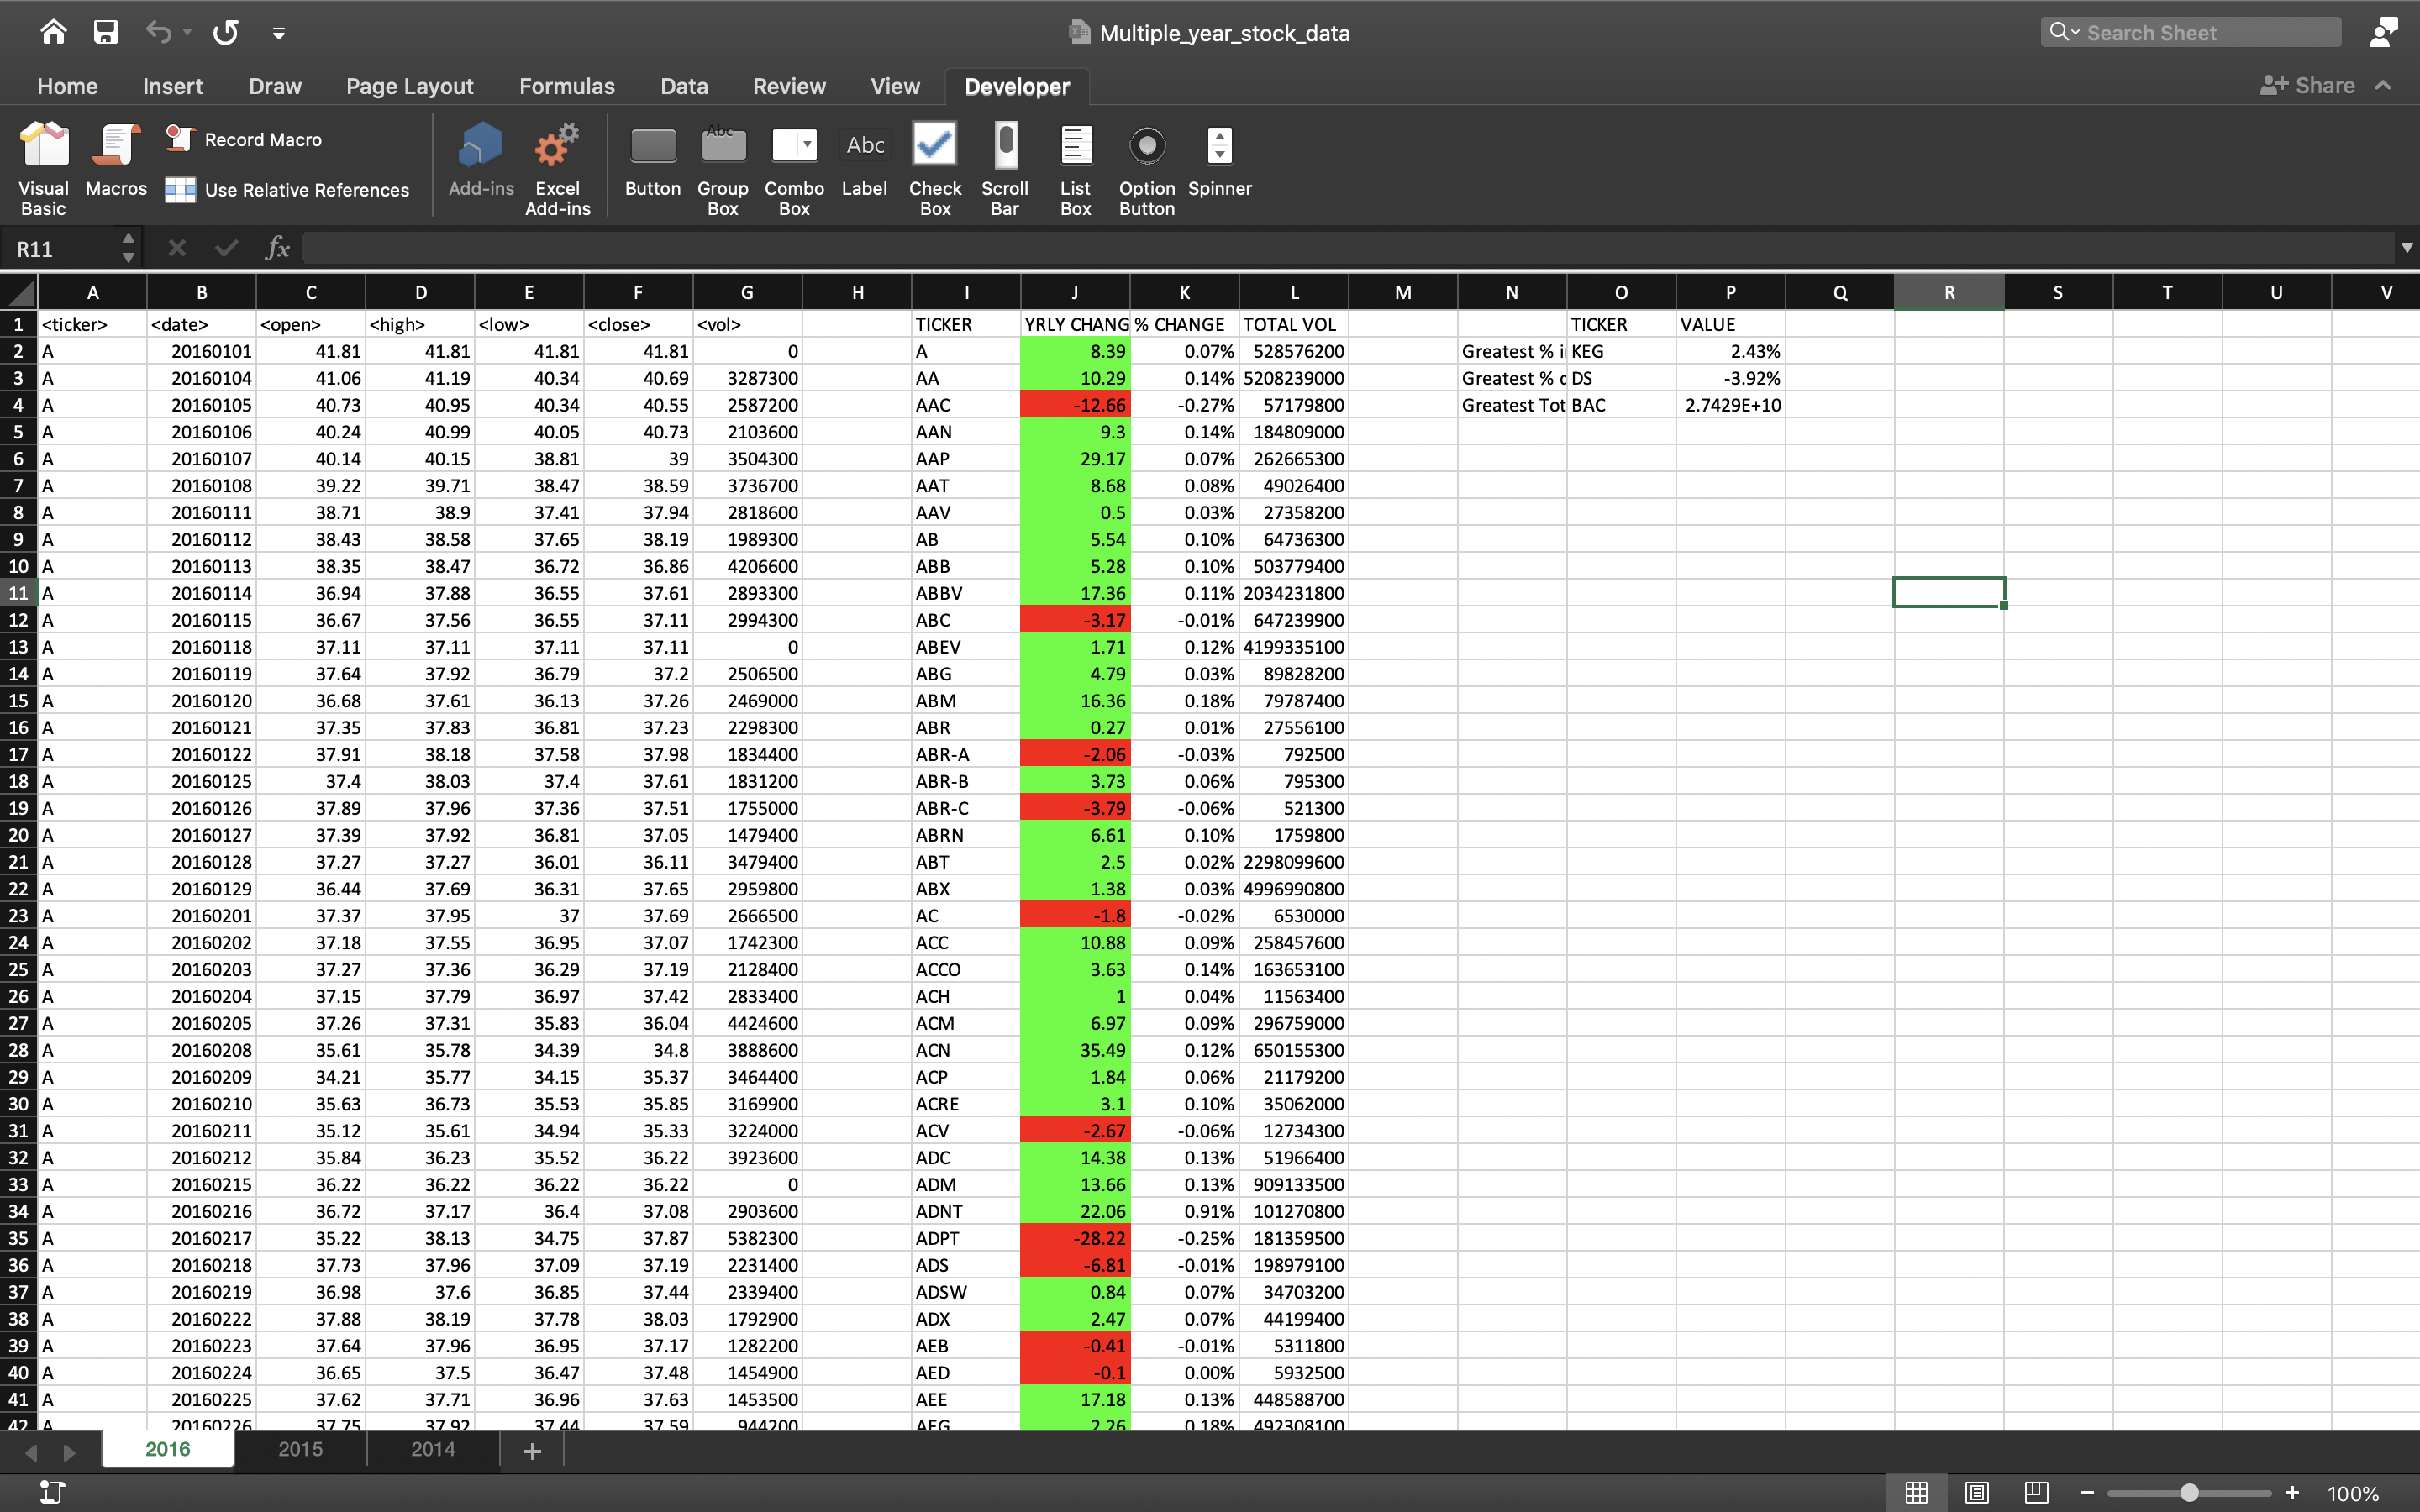 Multiple_year_stock_data
Search Sheet
Home Insert Draw Page Layout Formulas Data Review View Developer Share
Visual Basic Macros Record Macro Use Relative References Add-ins Excel Add-ins Button Abc Group Box Combo Box Abc Label Check Box Scroll Bar List Box Option Button Spinner
R11 fx
A B C D E F G H I J K L M N O P Q R S T U V
1 <ticker> <date> <open> <high> <low> <close> <vol> TICKER YRLY CHANG % CHANGE TOTAL VOL TICKER VALUE
2 A 20160101 41.81 41.81 41.81 41.81 0 A 8.39 0.07% 528576200 Greatest % i KEG 2.43%
3 A 20160104 41.06 41.19 40.34 40.69 3287300 AA 10.29 0.14% 5208239000 Greatest % d DS -3.92%
4 A 20160105 40.73 40.95 40.34 40.55 2587200 AAC -12.66 -0.27% 57179800 Greatest Tot BAC 2.7429E+10
5 A 20160106 40.24 40.99 40.05 40.73 2103600 AAN 9.3 0.14% 184809000
6 A 20160107 40.14 40.15 38.81 39 3504300 AAP 29.17 0.07% 262665300
7 A 20160108 39.22 39.71 38.47 38.59 3736700 AAT 8.68 0.08% 49026400
8 A 20160111 38.71 38.9 37.41 37.94 2818600 AAV 0.5 0.03% 27358200
9 A 20160112 38.43 38.58 37.65 38.19 1989300 AB 5.54 0.10% 64736300
10 A 20160113 38.35 38.47 36.72 36.86 4206600 ABB 5.28 0.10% 503779400
11 A 20160114 36.94 37.88 36.55 37.61 2893300 ABBV 17.36 0.11% 2034231800
12 A 20160115 36.67 37.56 36.55 37.11 2994300 ABC -3.17 -0.01% 647239900
13 A 20160118 37.11 37.11 37.11 37.11 0 ABEV 1.71 0.12% 4199335100
14 A 20160119 37.64 37.92 36.79 37.2 2506500 ABG 4.79 0.03% 89828200
15 A 20160120 36.68 37.61 36.13 37.26 2469000 ABM 16.36 0.18% 79787400
16 A 20160121 37.35 37.83 36.81 37.23 2298300 ABR 0.27 0.01% 27556100
17 A 20160122 37.91 38.18 37.58 37.98 1834400 ABR-A -2.06 -0.03% 792500
18 A 20160125 37.4 38.03 37.4 37.61 1831200 ABR-B 3.73 0.06% 795300
19 A 20160126 37.89 37.96 37.36 37.51 1755000 ABR-C -3.79 -0.06% 521300
20 A 20160127 37.39 37.92 36.81 37.05 1479400 ABRN 6.61 0.10% 1759800
21 A 20160128 37.27 37.27 36.01 36.11 3479400 ABT 2.5 0.02% 2298099600
22 A 20160129 36.44 37.69 36.31 37.65 2959800 ABX 1.38 0.03% 4996990800
23 A 20160201 37.37 37.95 37 37.69 2666500 AC -1.8 -0.02% 6530000
24 A 20160202 37.18 37.55 36.95 37.07 1742300 ACC 10.88 0.09% 258457600
25 A 20160203 37.27 37.36 36.29 37.19 2128400 ACCO 3.63 0.14% 163653100
26 A 20160204 37.15 37.79 36.97 37.42 2833400 ACH 1 0.04% 11563400
27 A 20160205 37.26 37.31 35.83 36.04 4424600 ACM 6.97 0.09% 296759000
28 A 20160208 35.61 35.78 34.39 34.8 3888600 ACN 35.49 0.12% 650155300
29 A 20160209 34.21 35.77 34.15 35.37 3464400 ACP 1.84 0.06% 21179200
30 A 20160210 35.63 36.73 35.53 35.85 3169900 ACRE 3.1 0.10% 35062000
31 A 20160211 35.12 35.61 34.94 35.33 3224000 ACV -2.67 -0.06% 12734300
32 A 20160212 35.84 36.23 35.52 36.22 3923600 ADC 14.38 0.13% 51966400
33 A 20160215 36.22 36.22 36.22 36.22 0 ADM 13.66 0.13% 909133500
34 A 20160216 36.72 37.17 36.4 37.08 2903600 ADNT 22.06 0.91% 101270800
35 A 20160217 35.22 38.13 34.75 37.87 5382300 ADPT -28.22 -0.25% 181359500
36 A 20160218 37.73 37.96 37.09 37.19 2231400 ADS -6.81 -0.01% 198979100
37 A 20160219 36.98 37.6 36.85 37.44 2339400 ADSW 0.84 0.07% 34703200
38 A 20160222 37.88 38.19 37.78 38.03 1792900 ADX 2.47 0.07% 44199400
39 A 20160223 37.64 37.96 36.95 37.17 1282200 AEB -0.41 -0.01% 5311800
40 A 20160224 36.65 37.5 36.47 37.48 1454900 AED -0.1 0.00% 5932500
41 A 20160225 37.62 37.71 36.96 37.63 1453500 AEE 17.18 0.13% 448588700
42 A 20160226 37.75 37.92 37.44 37.59 944200 AEG 2.26 0.18% 492308100
2016 2015 2014 +
100%